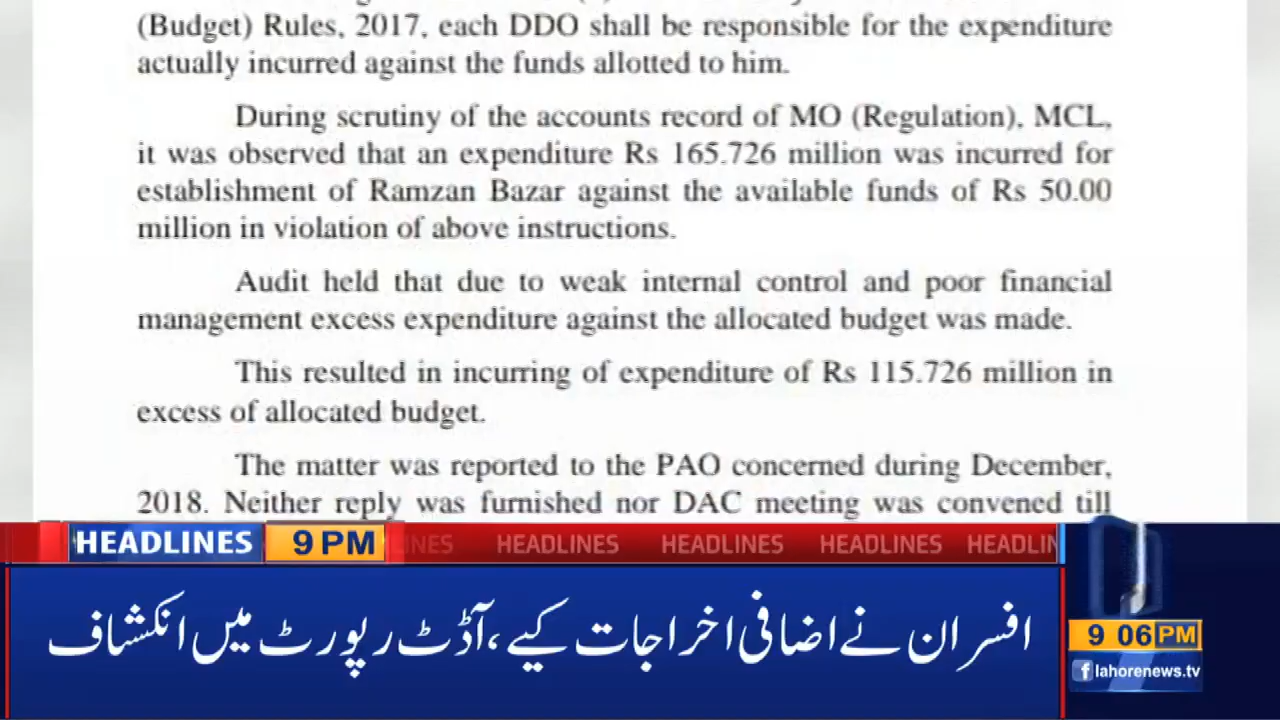 (Budget) Rules, 2017, each DDO shall be responsible for the expenditure
actually incurred against the funds allotted to him.
During scrutiny of the accounts record of MO (Regulation), MCL,
it was observed that an expenditure Rs 165.726 million was incurred for
establishment of Ramzan Bazar against the available funds of Rs 50.00
million in violation of above instructions.
Audit held that due to weak internal control and poor financial
management excess expenditure against the allocated budget was made.
This resulted in incurring of expenditure of Rs 115.726 million in
excess of allocated budget.
The matter was reported to the PAO concerned during December,
2018. Neither reply was furnished nor DAC meeting was convened till
HEADLINES 9 PM HEADLINES HEADLINES HEADLINES
افسران نے اضافی اخراجات کیے، آڈٹ رپورٹ میں انکشاف
9 06 PM
lahorenews.tv